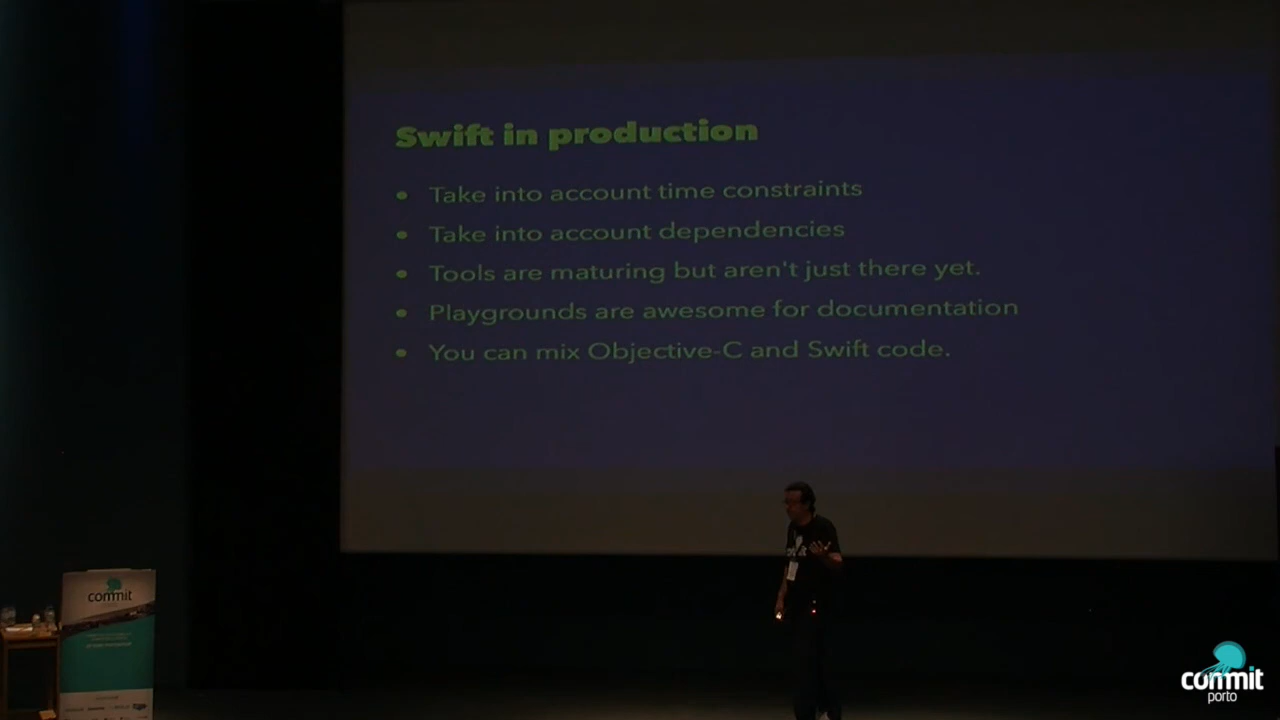 Swift in production
• Take into account time constraints
• Take into account dependencies
• Tools are maturing but aren't just there yet.
• Playgrounds are awesome for documentation
• You can mix Objective-C and Swift code.
commit
commit
porto